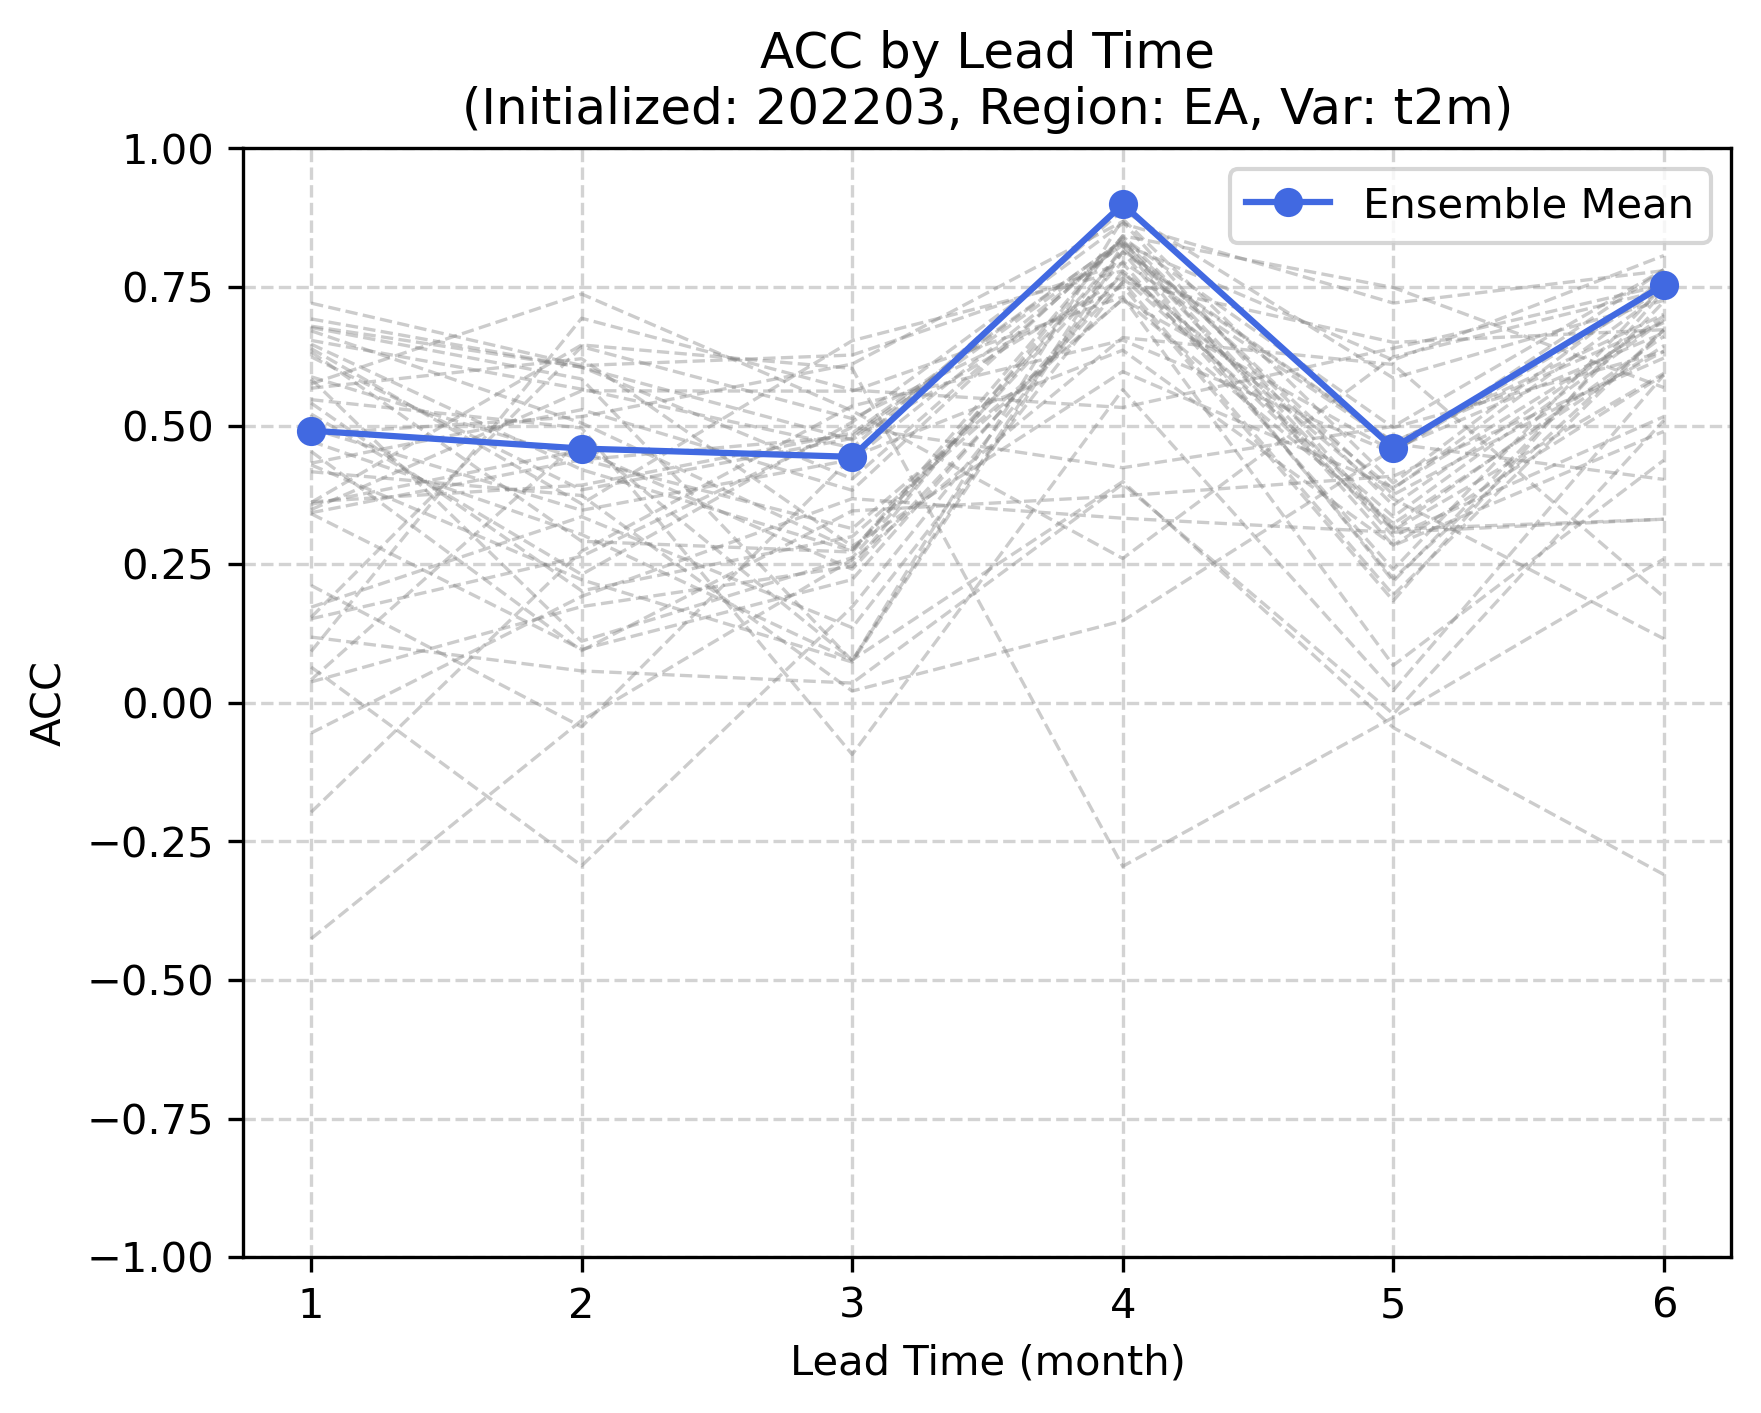 ACC by Lead Time
(Initialized: 202203, Region: EA, Var: t2m)
Ensemble Mean
1.00
0.75
0.50
0.25
0.00
−0.25
−0.50
−0.75
−1.00
ACC
1 2 3 4 5 6
Lead Time (month)